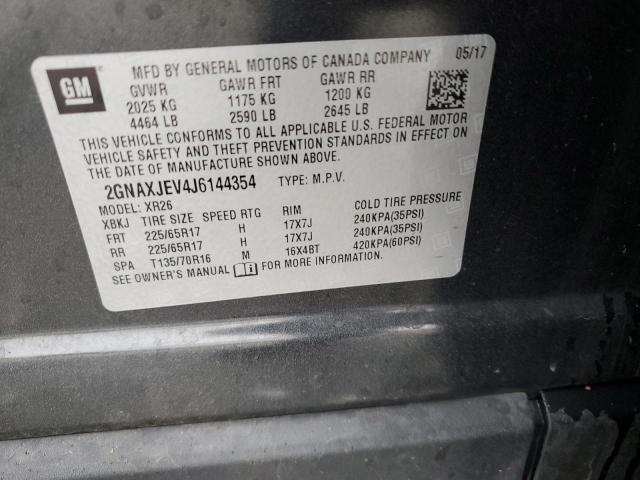 GM
MFD BY GENERAL MOTORS OF CANADA COMPANY 05/17
GVWR GAWR FRT GAWR RR
2025 KG 1175 KG 1200 KG
4464 LB 2590 LB 2645 LB
THIS VEHICLE CONFORMS TO ALL APPLICABLE U.S. FEDERAL MOTOR
VEHICLE SAFETY AND THEFT PREVENTION STANDARDS IN EFFECT ON
THE DATE OF MANUFACTURE SHOWN ABOVE.
2GNAXJEV4J6144354 TYPE: M.P.V.
MODEL: XR26
XBKJ TIRE SIZE SPEED RTG RIM COLD TIRE PRESSURE
FRT 225/65R17 H 17X7J 240KPA(35PSI)
RR 225/65R17 H 17X7J 240KPA(35PSI)
SPA T135/70R16 M 16X4BT 420KPA(60PSI)
SEE OWNER'S MANUAL FOR MORE INFORMATION